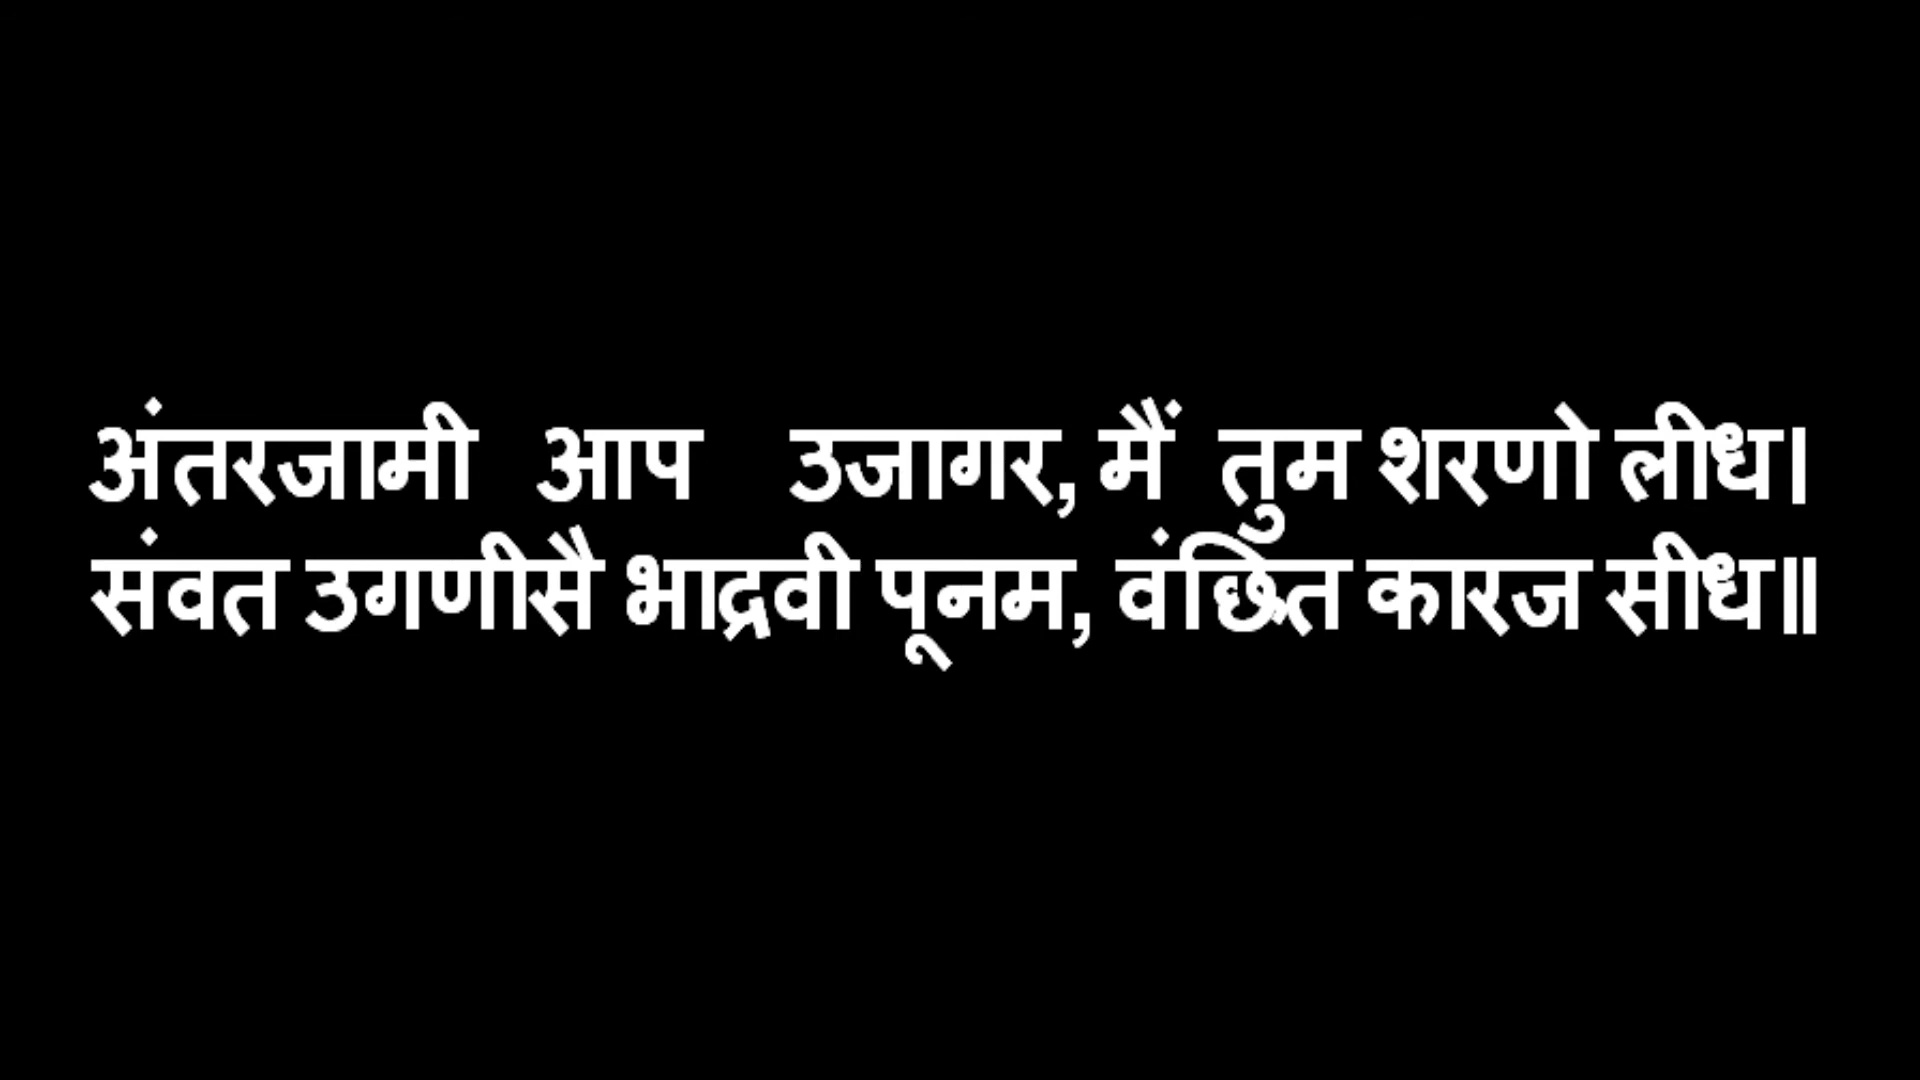 अंतरजामी आप उजागर, मैं तुम शरणो लीध।
संवत उगणीसै भाद्रवी पूनम, वंछित कारज सीध॥